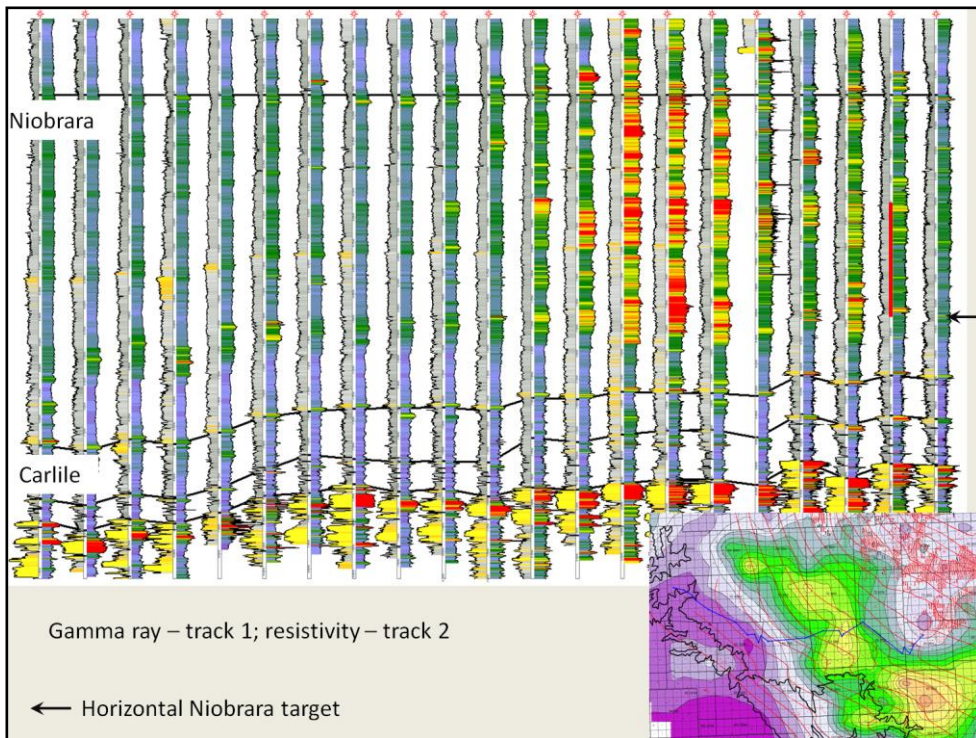 Niobrara
Carlile
Gamma ray – track 1; resistivity – track 2
Horizontal Niobrara target